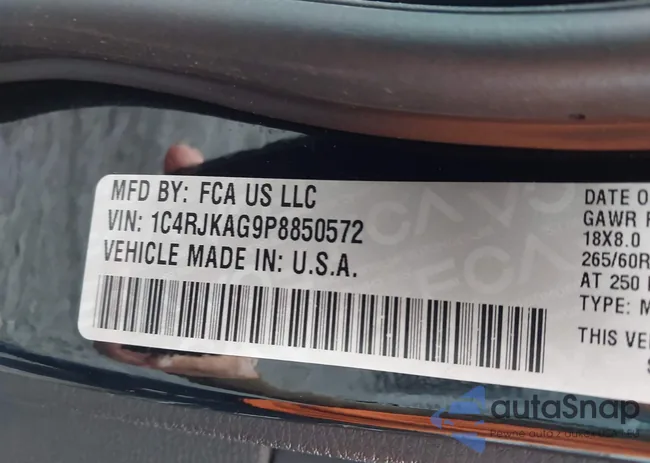 MFD BY: FCA US LLC
VIN: 1C4RJKAG9P8850572
VEHICLE MADE IN: U.S.A.
DATE O
GAWR F
18X8.0
265/60R
AT 250
TYPE: M
THIS VE
autaSnap